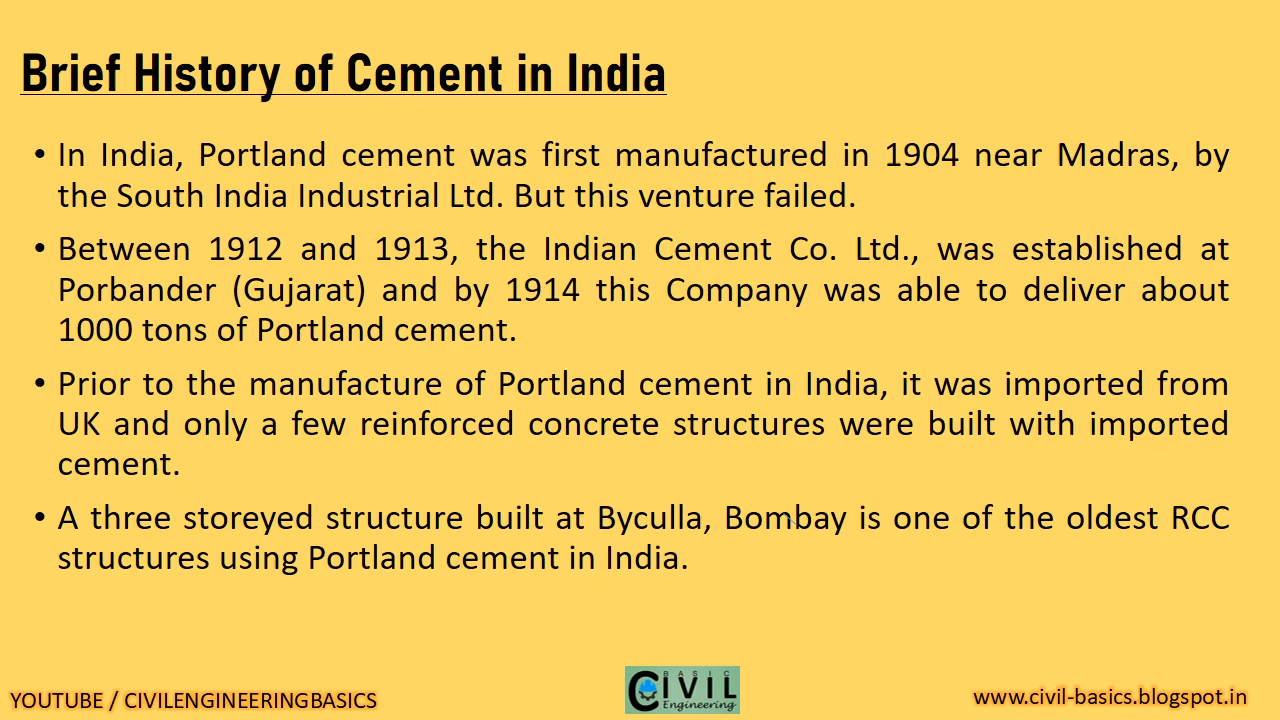 Brief History of Cement in India
• In India, Portland cement was first manufactured in 1904 near Madras, by
the South India Industrial Ltd. But this venture failed.
• Between 1912 and 1913, the Indian Cement Co. Ltd., was established at
Porbander (Gujarat) and by 1914 this Company was able to deliver about
1000 tons of Portland cement.
• Prior to the manufacture of Portland cement in India, it was imported from
UK and only a few reinforced concrete structures were built with imported
cement.
• A three storeyed structure built at Byculla, Bombay is one of the oldest RCC
structures using Portland cement in India.
YOUTUBE / CIVILENGINEERINGBASICS
BASIC
CIVIL
Engineering
www.civil-basics.blogspot.in